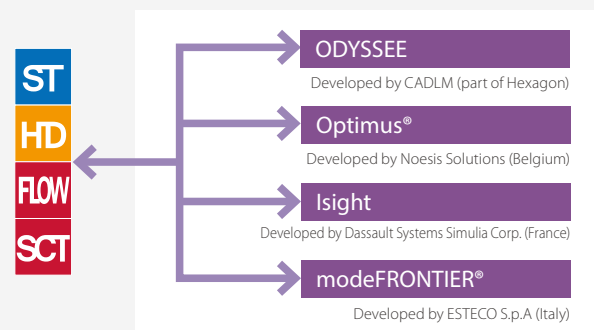 ST
HD
FLOW
SCT
ODYSSEE
Developed by CADLM (part of Hexagon)
Optimus®
Developed by Noesis Solutions (Belgium)
Isight
Developed by Dassault Systems Simulia Corp. (France)
modeFRONTIER®
Developed by ESTECO S.p.A (Italy)